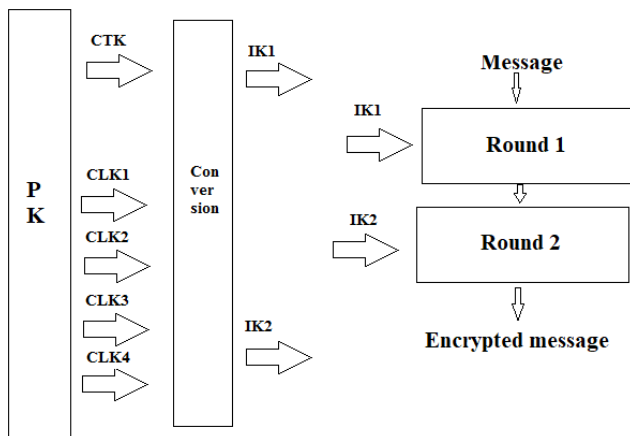 CTK
IK1
Message
IK1
Round 1
P
K
CLK1
Con
ver
sion
CLK2
IK2
Round 2
CLK3
IK2
Encrypted message
CLK4